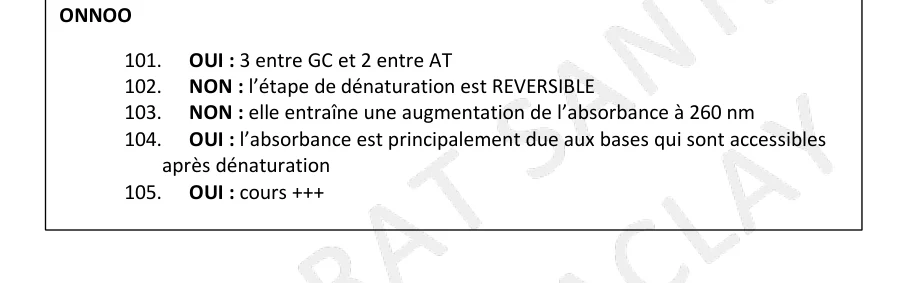 ONNOO
101. OUI : 3 entre GC et 2 entre AT
102. NON : l’étape de dénaturation est REVERSIBLE
103. NON : elle entraîne une augmentation de l’absorbance à 260 nm
104. OUI : l’absorbance est principalement due aux bases qui sont accessibles
après dénaturation
105. OUI : cours +++